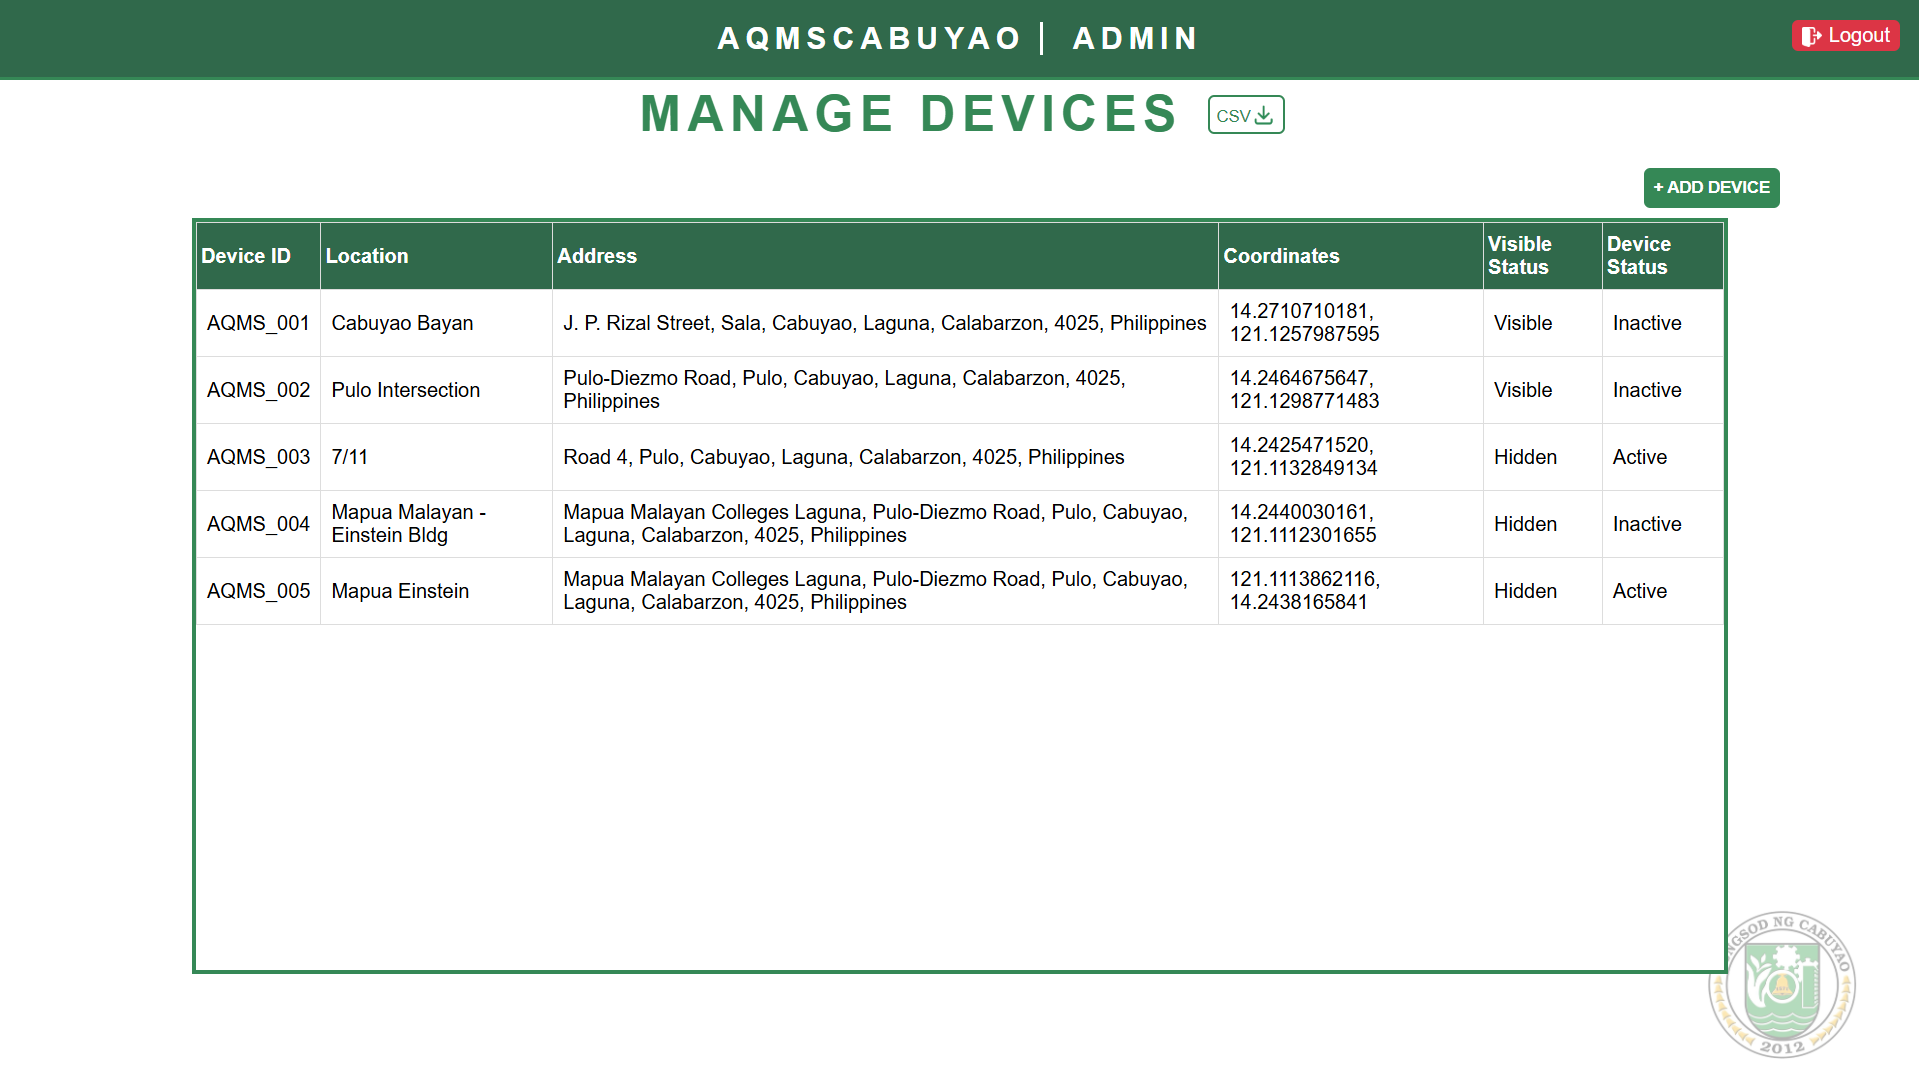 AQMSCABUYAO | ADMIN
Logout
MANAGE DEVICES
CSV
+ ADD DEVICE
Device ID
Location
Address
Coordinates
Visible
Status
Device
Status
AQMS_001
Cabuyao Bayan
J. P. Rizal Street, Sala, Cabuyao, Laguna, Calabarzon, 4025, Philippines
14.2710710181,
121.1257987595
Visible
Inactive
AQMS_002
Pulo Intersection
Pulo-Diezmo Road, Pulo, Cabuyao, Laguna, Calabarzon, 4025,
Philippines
14.2464675647,
121.1298771483
Visible
Inactive
AQMS_003
7/11
Road 4, Pulo, Cabuyao, Laguna, Calabarzon, 4025, Philippines
14.2425471520,
121.1132849134
Hidden
Active
AQMS_004
Mapua Malayan -
Einstein Bldg
Mapua Malayan Colleges Laguna, Pulo-Diezmo Road, Pulo, Cabuyao,
Laguna, Calabarzon, 4025, Philippines
14.2440030161,
121.1112301655
Hidden
Inactive
AQMS_005
Mapua Einstein
Mapua Malayan Colleges Laguna, Pulo-Diezmo Road, Pulo, Cabuyao,
Laguna, Calabarzon, 4025, Philippines
121.1113862116,
14.2438165841
Hidden
Active
NGSOD NG CABUYAO
2012